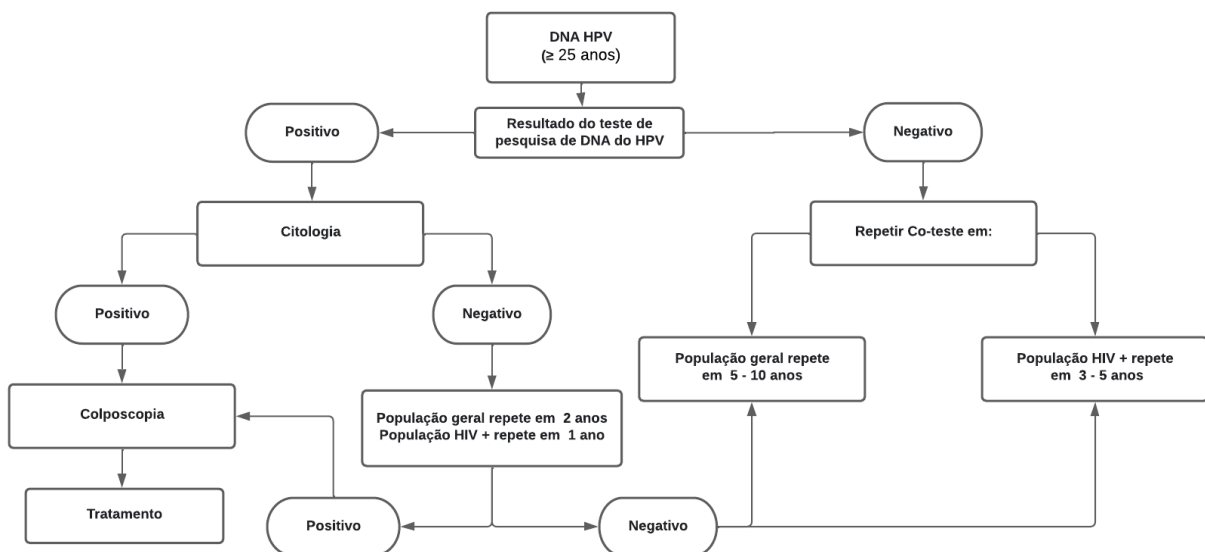 DNA HPV
(≥ 25 anos)
Positivo
Resultado do teste de
pesquisa de DNA do HPV
Negativo
Citologia
Repetir Co-teste em:
Positivo
Negativo
População geral repete
em 5 - 10 anos
População HIV + repete
em 3 - 5 anos
Colposcopia
População geral repete em 2 anos
População HIV + repete em 1 ano
Tratamento
Positivo
Negativo